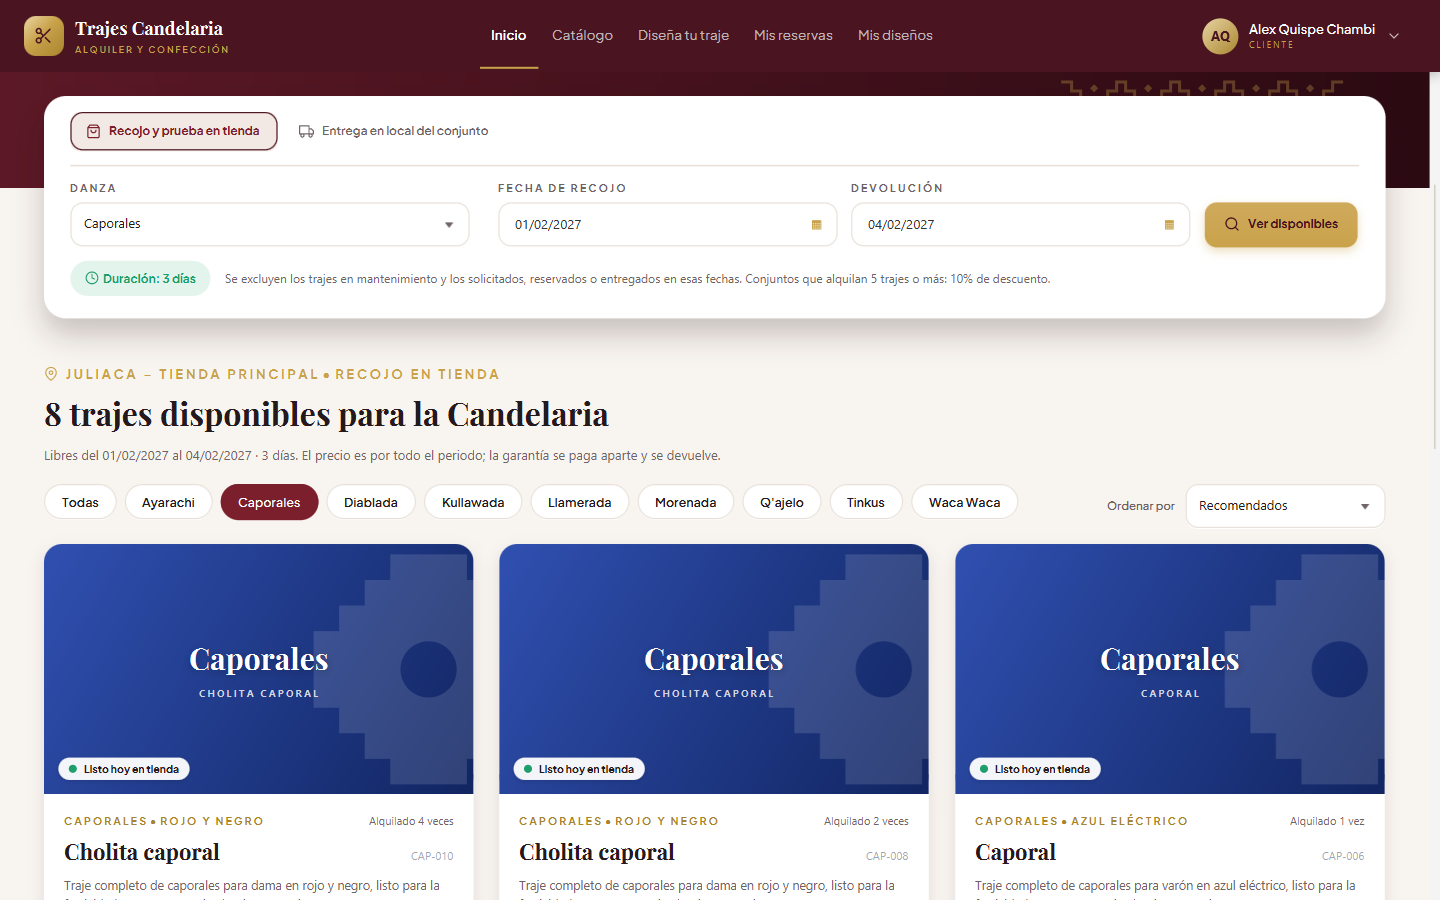 Trajes Candelaria
ALQUILER Y CONFECCIÓN
Inicio
Catálogo
Diseña tu traje
Mis reservas
Mis diseños
AQ
Alex Quispe Chambi
CLIENTE
Recojo y prueba en tienda
Entrega en local del conjunto
DANZA
FECHA DE RECOJO
DEVOLUCIÓN
Caporales
01/02/2027
04/02/2027
Ver disponibles
Duración: 3 días
Se excluyen los trajes en mantenimiento y los solicitados, reservados o entregados en esas fechas. Conjuntos que alquilan 5 trajes o más: 10% de descuento.
JULIACA – TIENDA PRINCIPAL • RECOJO EN TIENDA
8 trajes disponibles para la Candelaria
Libres del 01/02/2027 al 04/02/2027 · 3 días. El precio es por todo el periodo; la garantía se paga aparte y se devuelve.
Todas
Ayarachi
Caporales
Diablada
Kullawada
Llamerada
Morenada
Q'ajelo
Tinkus
Waca Waca
Ordenar por
Recomendados
Caporales
CHOLITA CAPORAL
Listo hoy en tienda
CAPORALES • ROJO Y NEGRO
Alquilado 4 veces
Cholita caporal
CAP-010
Traje completo de caporales para dama en rojo y negro, listo para la
Caporales
CHOLITA CAPORAL
Listo hoy en tienda
CAPORALES • ROJO Y NEGRO
Alquilado 2 veces
Cholita caporal
CAP-008
Traje completo de caporales para dama en rojo y negro, listo para la
Caporales
CAPORAL
Listo hoy en tienda
CAPORALES • AZUL ELÉCTRICO
Alquilado 1 vez
Caporal
CAP-006
Traje completo de caporales para varón en azul eléctrico, listo para la